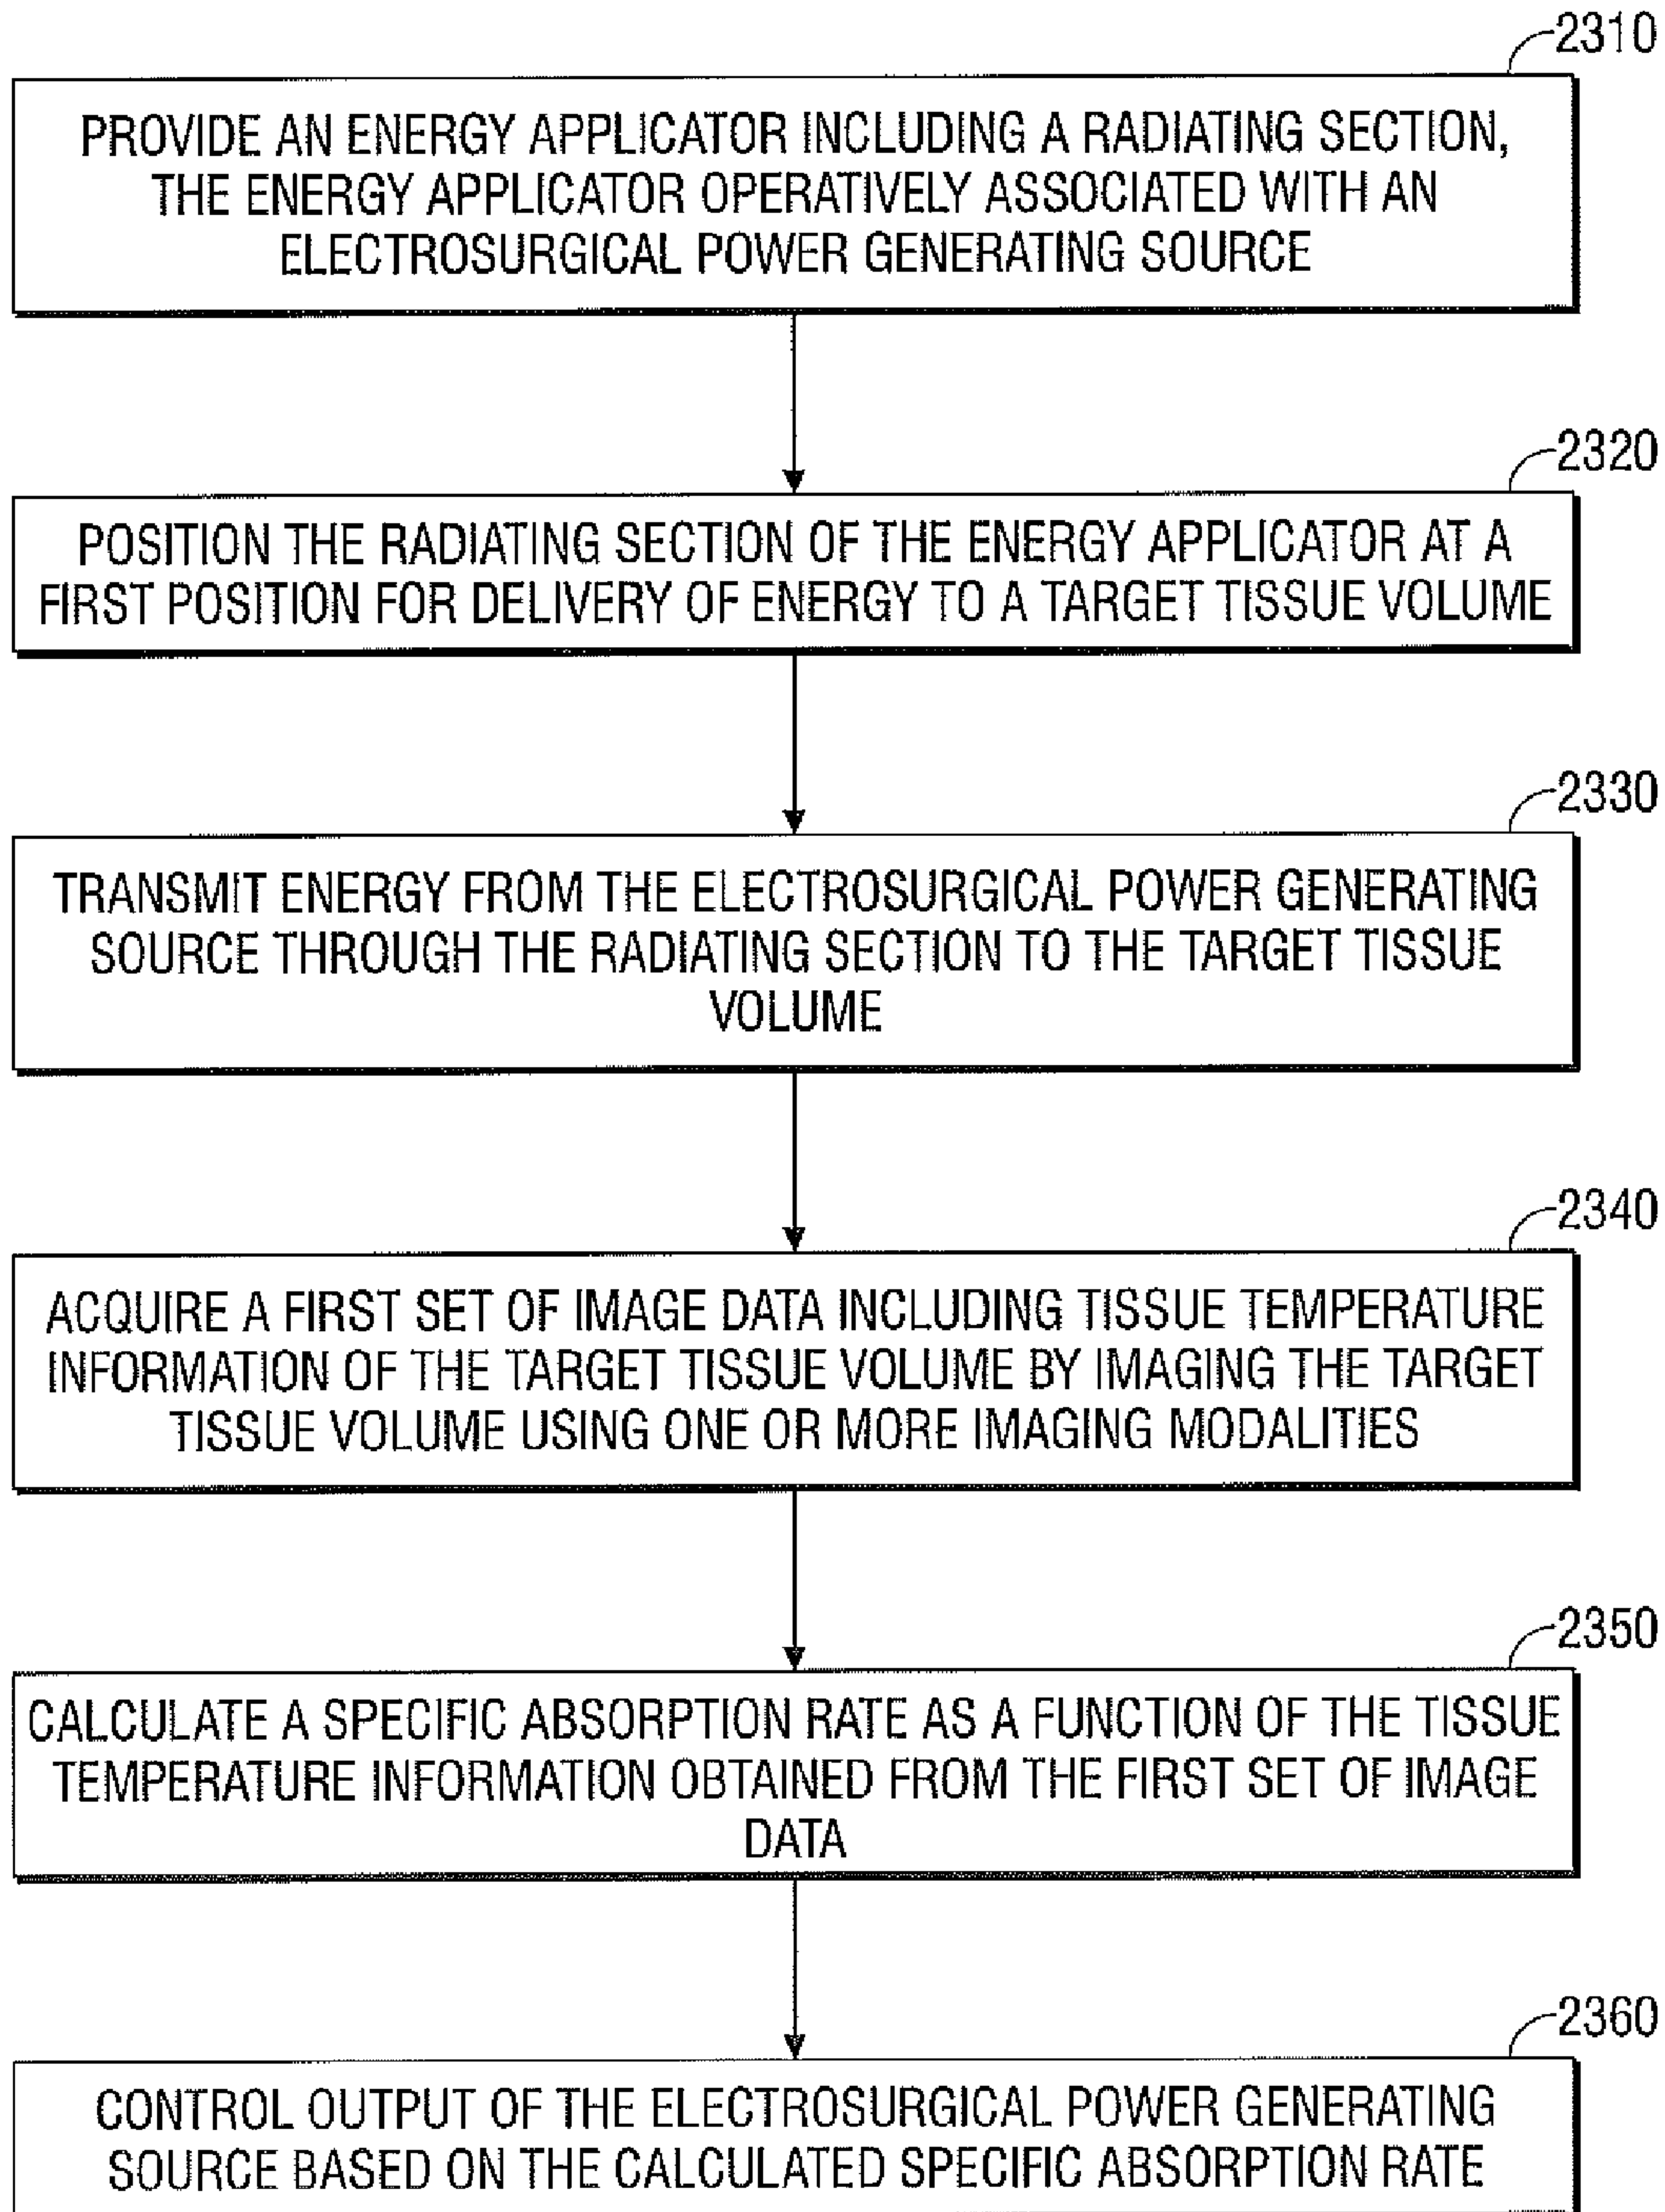 2310
PROVIDE AN ENERGY APPLICATOR INCLUDING A RADIATING SECTION,
THE ENERGY APPLICATOR OPERATIVELY ASSOCIATED WITH AN
ELECTROSURGICAL POWER GENERATING SOURCE
2320
POSITION THE RADIATING SECTION OF THE ENERGY APPLICATOR AT A
FIRST POSITION FOR DELIVERY OF ENERGY TO A TARGET TISSUE VOLUME
2330
TRANSMIT ENERGY FROM THE ELECTROSURGICAL POWER GENERATING
SOURCE THROUGH THE RADIATING SECTION TO THE TARGET TISSUE
VOLUME
2340
ACQUIRE A FIRST SET OF IMAGE DATA INCLUDING TISSUE TEMPERATURE
INFORMATION OF THE TARGET TISSUE VOLUME BY IMAGING THE TARGET
TISSUE VOLUME USING ONE OR MORE IMAGING MODALITIES
2350
CALCULATE A SPECIFIC ABSORPTION RATE AS A FUNCTION OF THE TISSUE
TEMPERATURE INFORMATION OBTAINED FROM THE FIRST SET OF IMAGE
DATA
2360
CONTROL OUTPUT OF THE ELECTROSURGICAL POWER GENERATING
SOURCE BASED ON THE CALCULATED SPECIFIC ABSORPTION RATE